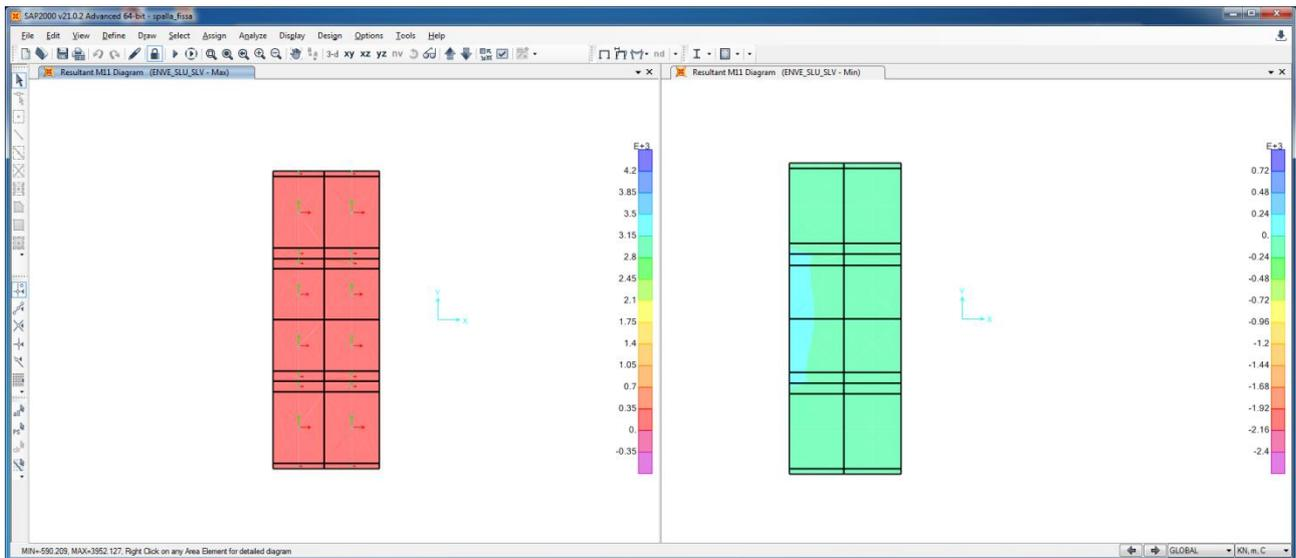 SAP2000 v21.0.2 Advanced 64-bit - spalla_fissa
File Edit View Define Draw Select Assign Analyze Display Design Options Tools Help
3-d xy xz yz nv nd
Resultant M11 Diagram (ENVE_SLU_SLV - Max)
Resultant M11 Diagram (ENVE_SLU_SLV - Min)
E+3
4.2
3.85
3.5
3.15
2.8
2.45
2.1
1.75
1.4
1.05
0.7
0.35
0.
-0.35
Y
X
E+3
0.72
0.48
0.24
0.
-0.24
-0.48
-0.72
-0.96
-1.2
-1.44
-1.68
-1.92
-2.16
-2.4
Y
X
all
PS
clr
MIN=-590.209, MAX=3952.127, Right Click on any Area Element for detailed diagram
GLOBAL
KN, m, C